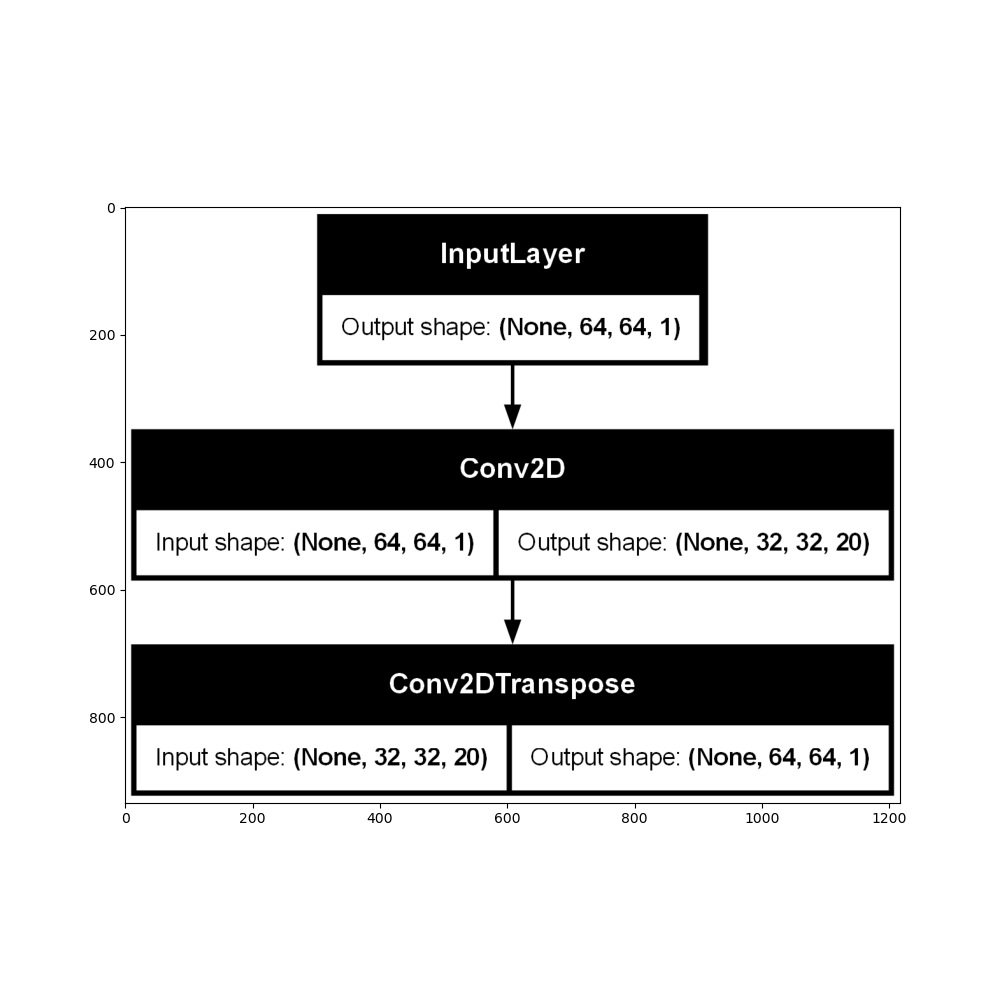 0
InputLayer
Output shape: (None, 64, 64, 1)
200
400
Conv2D
Input shape: (None, 64, 64, 1) Output shape: (None, 32, 32, 20)
600
Conv2DTranspose
800
Input shape: (None, 32, 32, 20) Output shape: (None, 64, 64, 1)
0 200 400 600 800 1000 1200